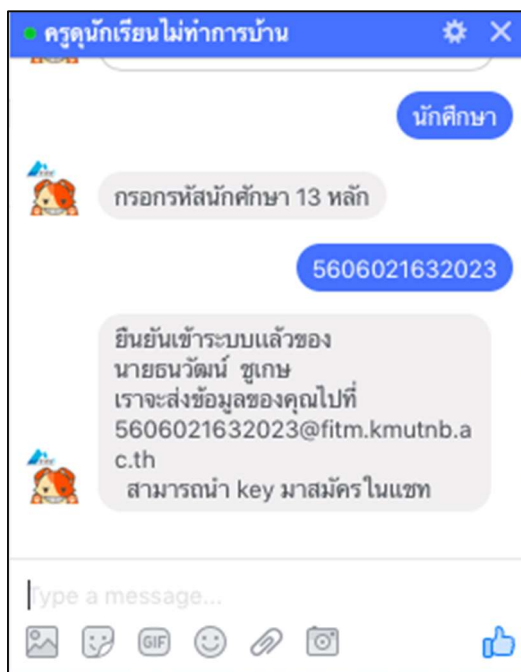 ครูดุนักเรียนไม่ทำการบ้าน
นักศึกษา
กรอกรหัสนักศักษา 13 หลัก
5606021632023
ยืนยันเข้าระบบแล้วของ
นายธนวัฒน์ ชูเกษ
เราจะส่งข้อมูลของคุณไปที่
5606021632023@fitm.kmutnb.a
c.th
สามารถนำ key มาสมัครในแชท
Type a message...
GIF